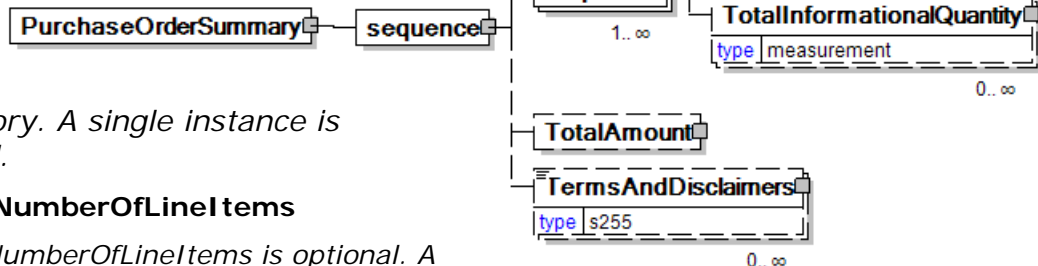 TotalInformationalQuantity
PurchaseOrderSummary
sequence
1.. ∞
type measurement
0.. ∞
ory. A single instance is
TotalAmount
TermsAndDisclaimers
NumberOfLineItems
type s255
NumberOfLineItems is optional. A
0.. ∞